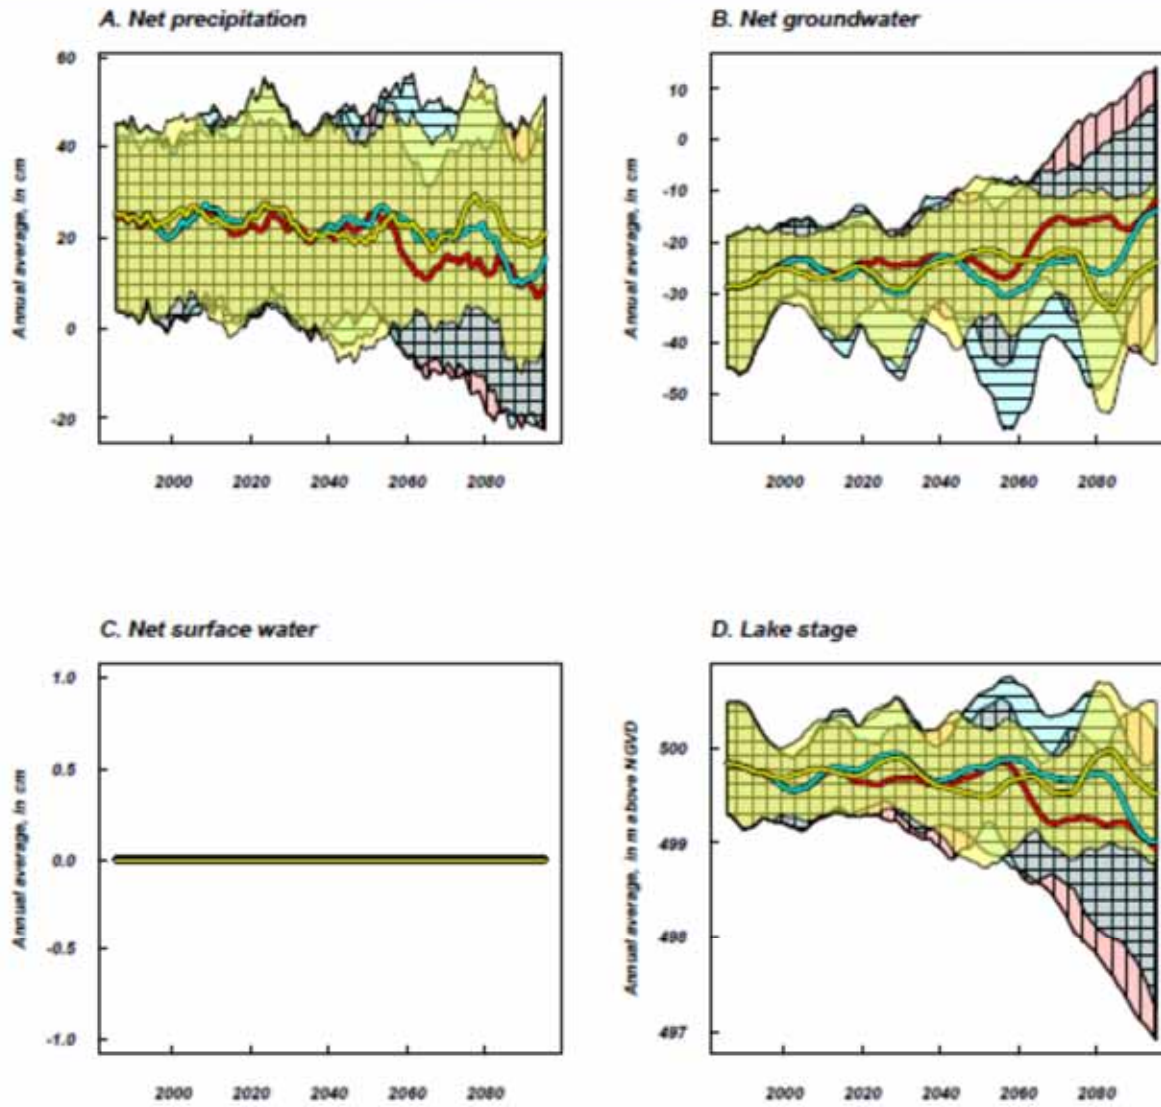 A. Net precipitation
B. Net groundwater
Annual average, in cm
60
40
20
0
-20
2000 2020 2040 2060 2080
Annual average, in cm
10
0
-10
-20
-30
-40
-50
2000 2020 2040 2060 2080
C. Net surface water
D. Lake stage
Annual average, in cm
1.0
0.5
0.0
-0.5
-1.0
2000 2020 2040 2060 2080
Annual average, in m above NGVD
500
499
498
497
2000 2020 2040 2060 2080